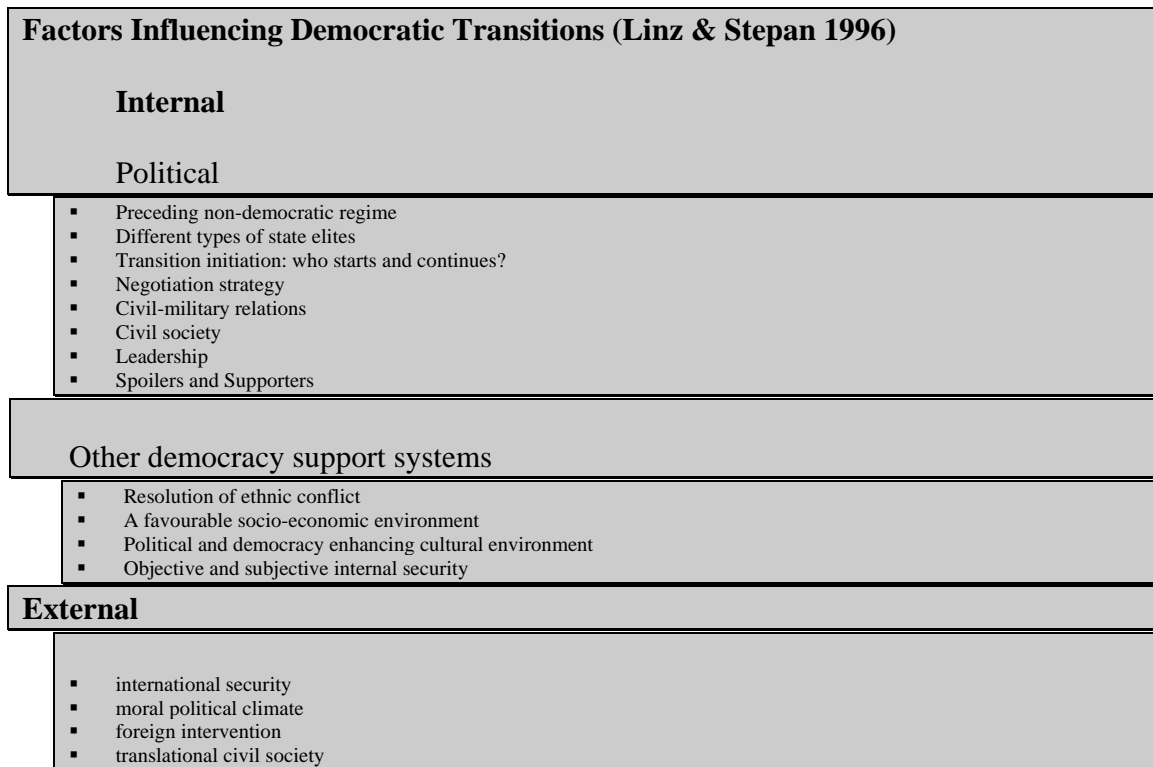 Factors Influencing Democratic Transitions (Linz & Stepan 1996)
Internal
Political
▪ Preceding non-democratic regime
▪ Different types of state elites
▪ Transition initiation: who starts and continues?
▪ Negotiation strategy
▪ Civil-military relations
▪ Civil society
▪ Leadership
▪ Spoilers and Supporters
Other democracy support systems
▪ Resolution of ethnic conflict
▪ A favourable socio-economic environment
▪ Political and democracy enhancing cultural environment
▪ Objective and subjective internal security
External
▪ international security
▪ moral political climate
▪ foreign intervention
▪ translational civil society